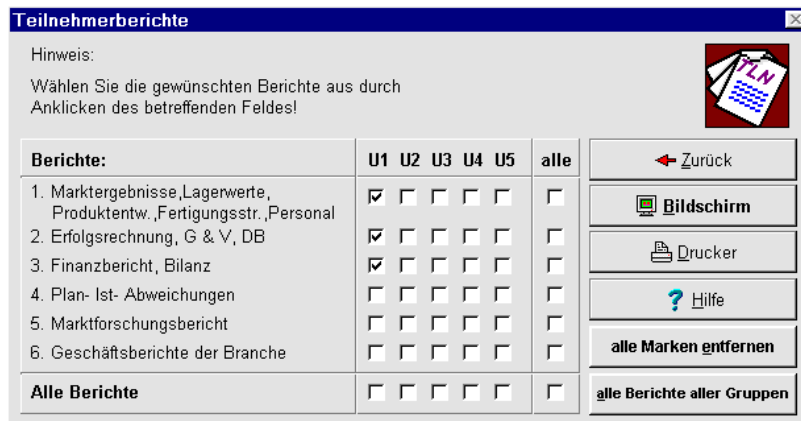 Teilnehmerberichte
Hinweis:
Wählen Sie die gewünschten Berichte aus durch
Anklicken des betreffenden Feldes!
TLN
Berichte: U1 U2 U3 U4 U5 alle
1. Marktergebnisse,Lagerwerte,
Produktentw.,Fertigungsstr.,Personal
2. Erfolgsrechnung, G & V, DB
3. Finanzbericht, Bilanz
4. Plan- Ist- Abweichungen
5. Marktforschungsbericht
6. Geschäftsberichte der Branche
Alle Berichte
Zurück
Bildschirm
Drucker
Hilfe
alle Marken entfernen
alle Berichte aller Gruppen